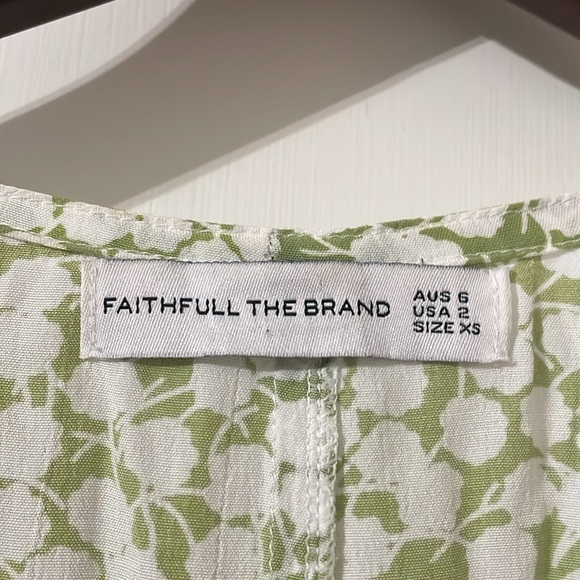 FAITHFULL THE BRAND
AUS 6
USA 2
SIZE XS